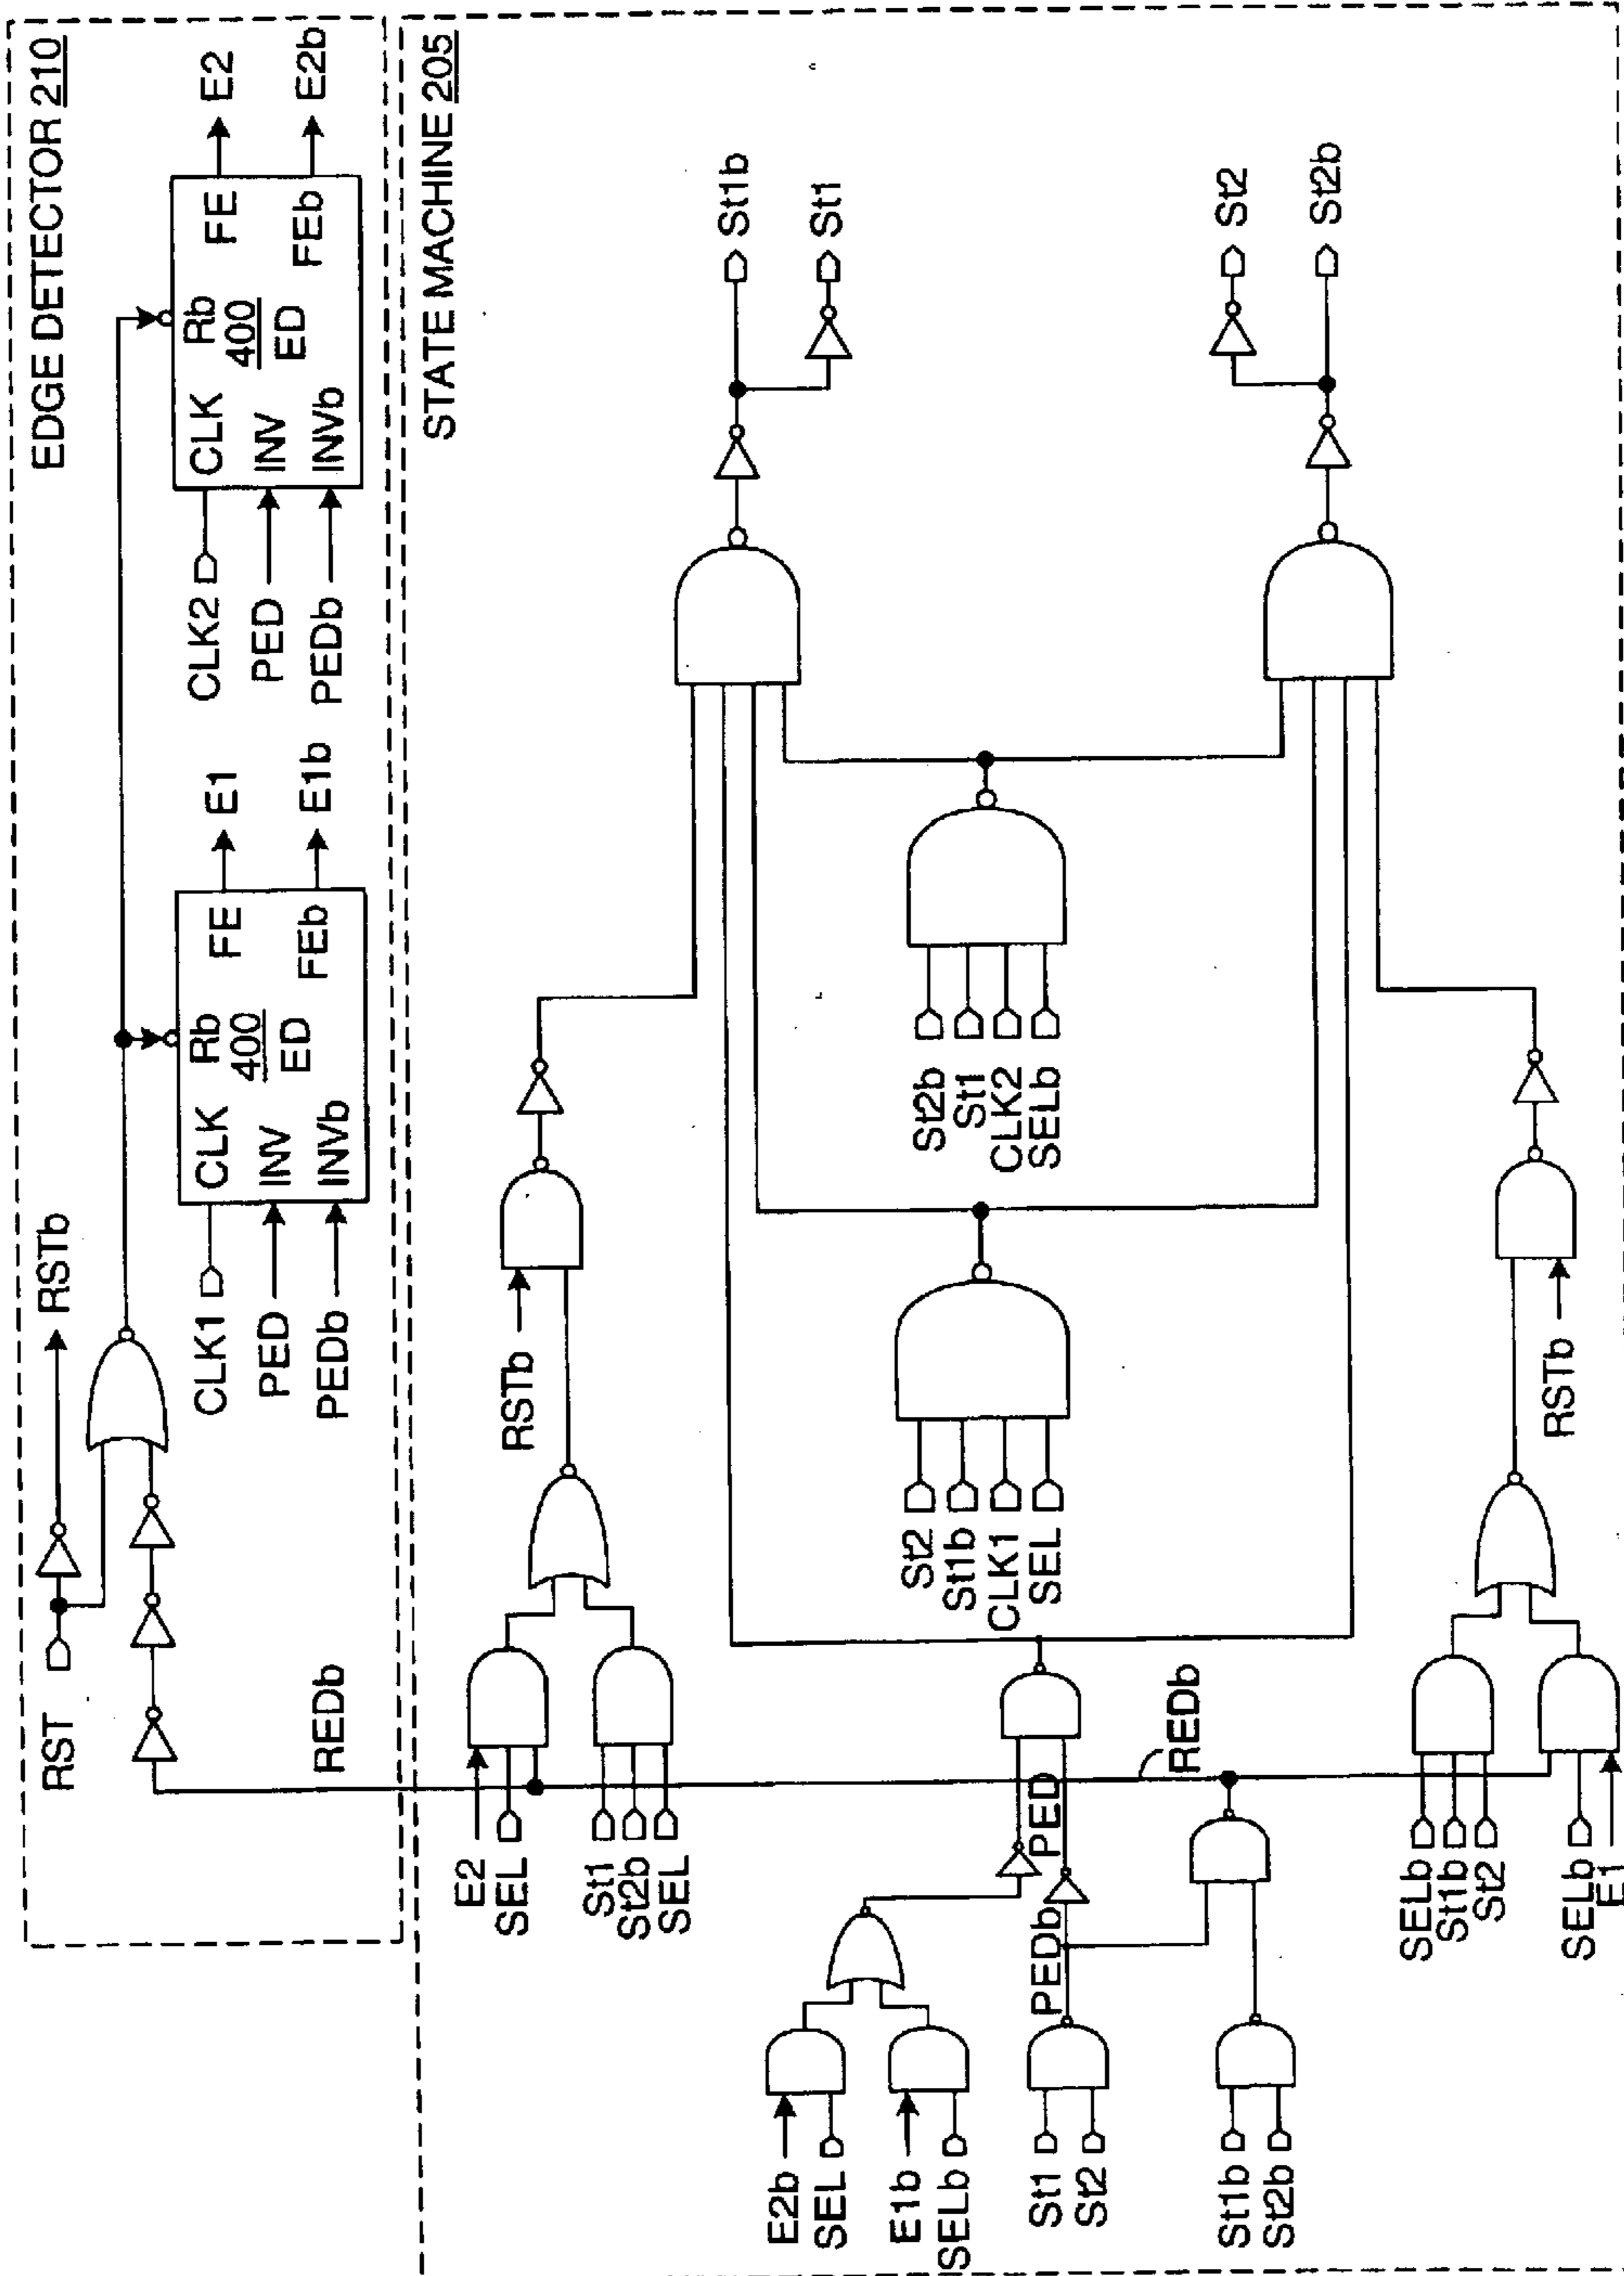 EDGE DETECTOR 210
RST
RSTb
REDb
CLK1
PED
PEDb
CLK
INV
INVb
Rb
400
ED
FE
FEb
E1
E1b
CLK2
PED
PEDb
CLK
INV
INVb
Rb
400
ED
FE
FEb
E2
E2b
STATE MACHINE 205
E2
SEL
St1
St2b
SEL
RSTb
St1b
St1
E2b
SEL
E1b
SELb
St1
St2
St1b
St2b
PEDb
PED
REDb
St2
St1b
CLK1
SEL
St2b
St1
CLK2
SELb
St2
St2b
SELb
St1b
St2
SELb
E1
RSTb